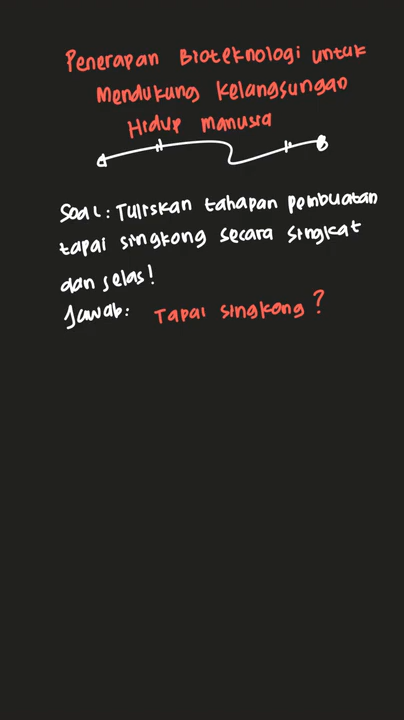 Penerapan Bioteknologi untuk
Mendukung Kelangsungan
Hidup manusia
Soal: Tuliskan tahapan pembuatan
tapai singkong secara singkat
dan jelas!
Jawab: Tapai singkong?